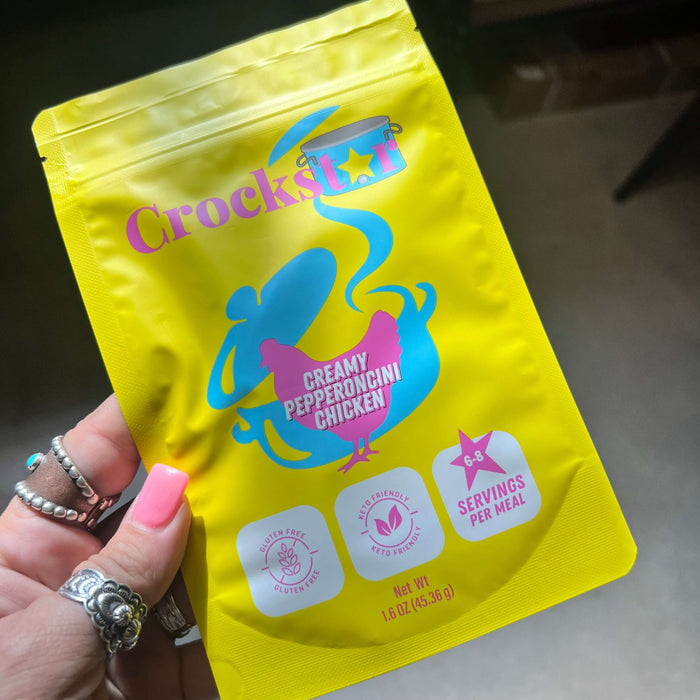 Crockstar
CREAMY
PEPPERONCINI
CHICKEN
GLUTEN FREE
GLUTEN FREE
KETO FRIENDLY
KETO FRIENDLY
6-8
SERVINGS
PER MEAL
Net Wt
1.6 OZ (45.36 g)